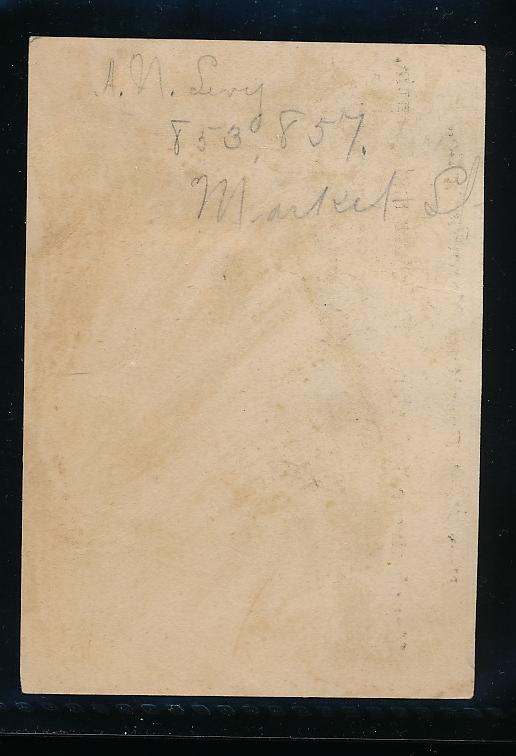 A. N. Levy
853, 857.
Market St